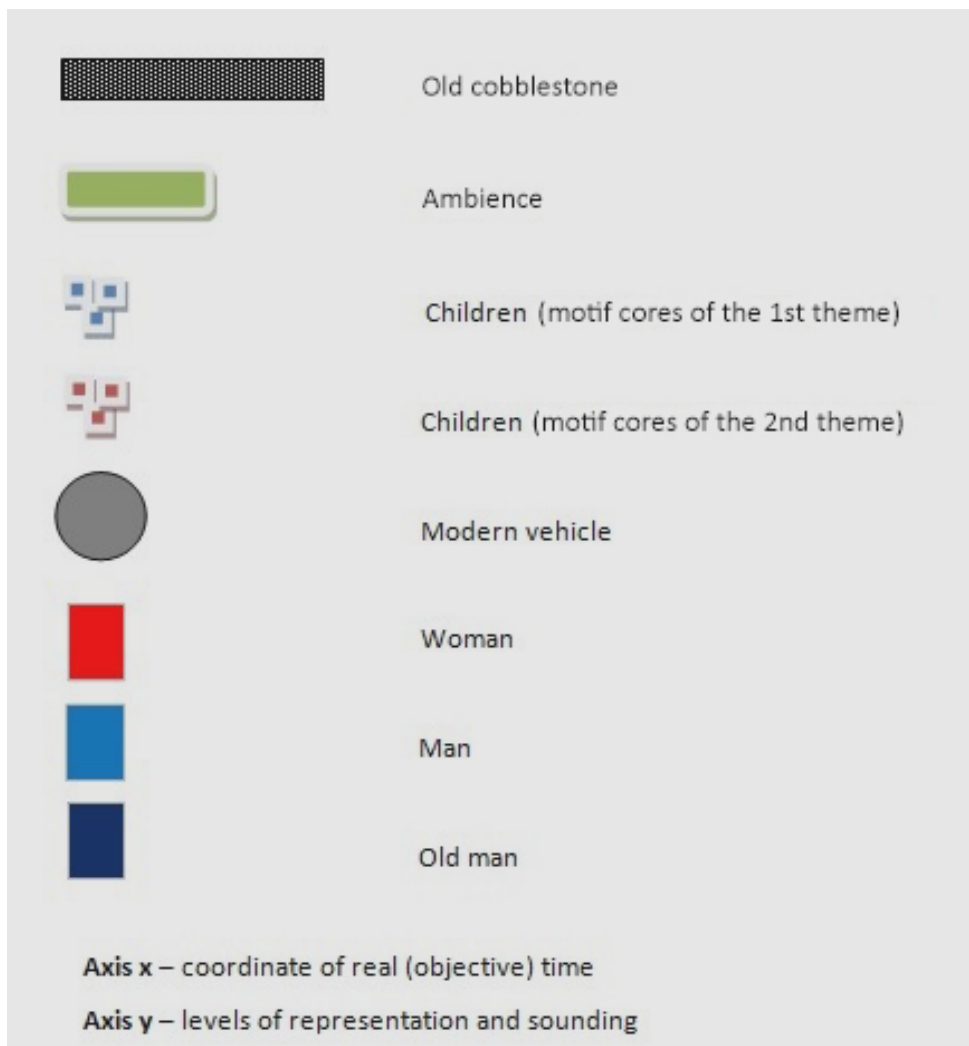 Old cobblestone
Ambience
Children (motif cores of the 1st theme)
Children (motif cores of the 2nd theme)
Modern vehicle
Woman
Man
Old man
Axis x – coordinate of real (objective) time
Axis y – levels of representation and sounding